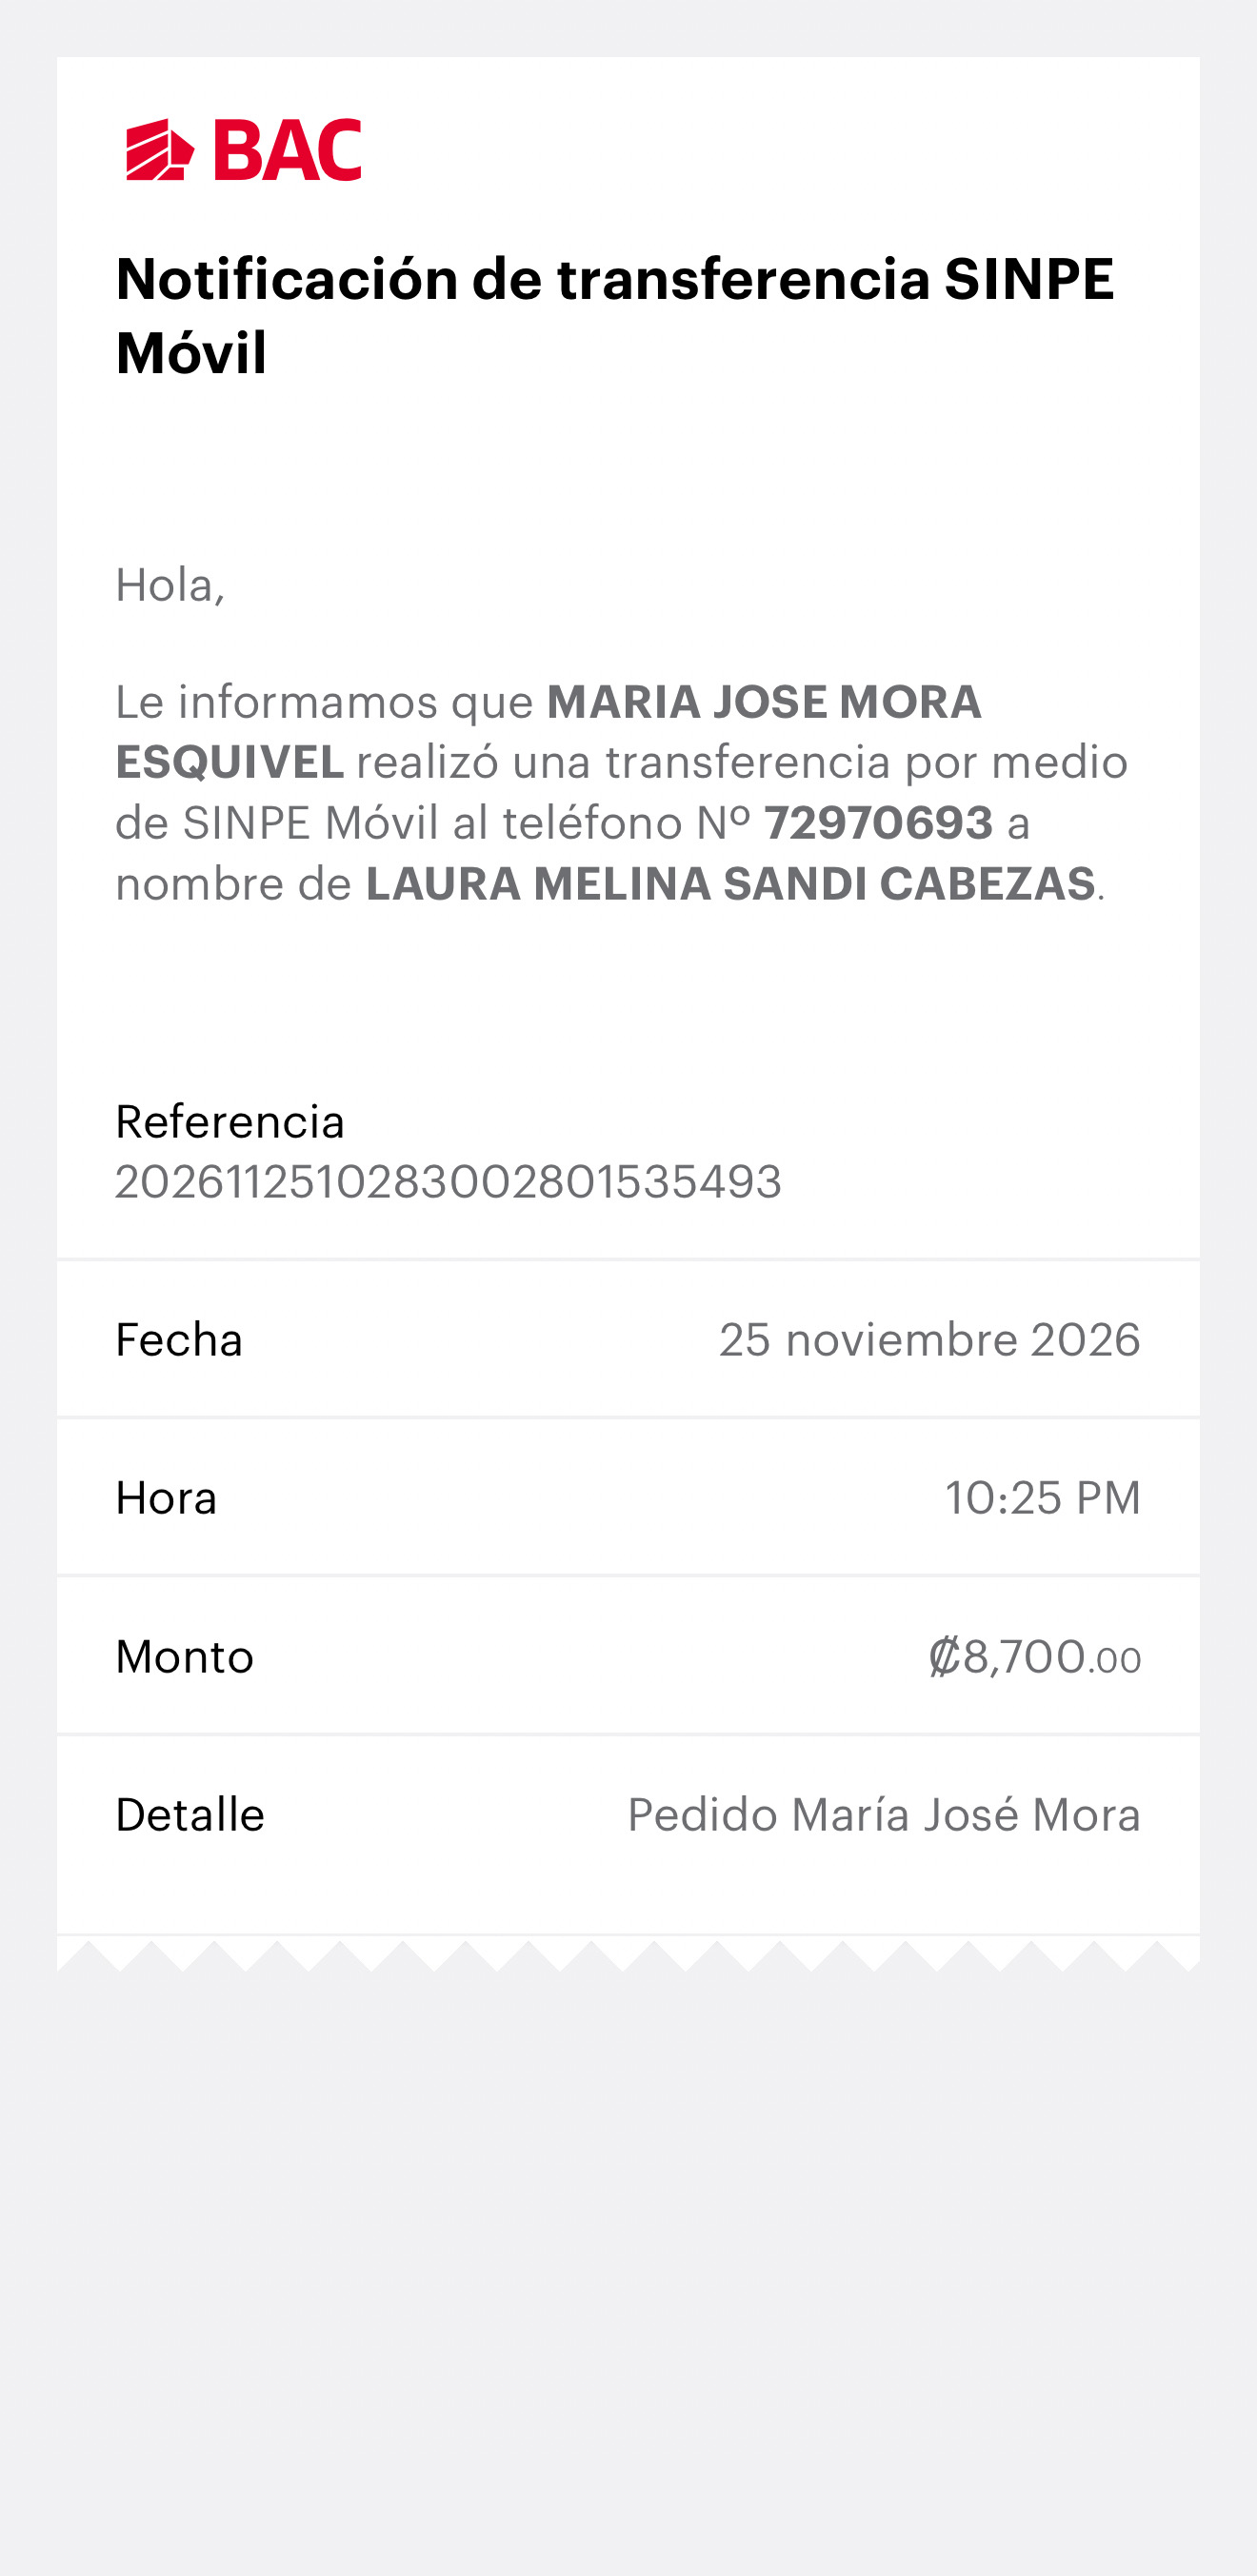 BAC
Notificación de transferencia SINPE
Móvil
Hola,
Le informamos que MARIA JOSE MORA
ESQUIVEL realizó una transferencia por medio
de SINPE Móvil al teléfono Nº 72970693 a
nombre de LAURA MELINA SANDI CABEZAS.
Referencia
2026112510283002801535493
Fecha 25 noviembre 2026
Hora 10:25 PM
Monto ₡8,700.00
Detalle Pedido María José Mora